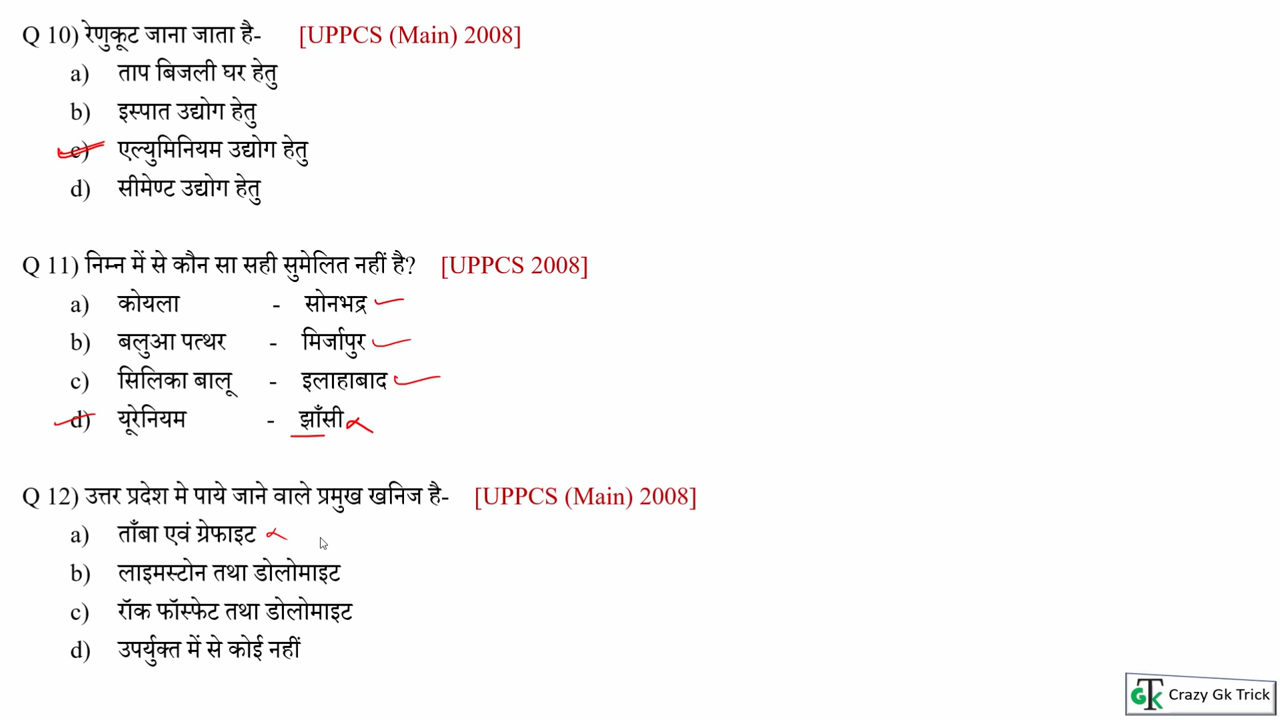 Q 10) रेणुकूट जाना जाता है- [UPPCS (Main) 2008]
a) ताप बिजली घर हेतु
b) इस्पात उद्योग हेतु
c) एल्युमिनियम उद्योग हेतु
d) सीमेण्ट उद्योग हेतु
Q 11) निम्न में से कौन सा सही सुमेलित नहीं है? [UPPCS 2008]
a) कोयला - सोनभद्र
b) बलुआ पत्थर - मिर्जापुर
c) सिलिका बालू - इलाहाबाद
d) यूरेनियम - झाँसी
Q 12) उत्तर प्रदेश मे पाये जाने वाले प्रमुख खनिज है- [UPPCS (Main) 2008]
a) ताँबा एवं ग्रेफाइट
b) लाइमस्टोन तथा डोलोमाइट
c) रॉक फॉस्फेट तथा डोलोमाइट
d) उपर्युक्त में से कोई नहीं
GTK Crazy Gk Trick